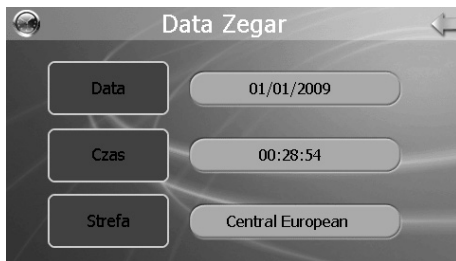 Data Zegar
Data
01/01/2009
Czas
00:28:54
Strefa
Central European